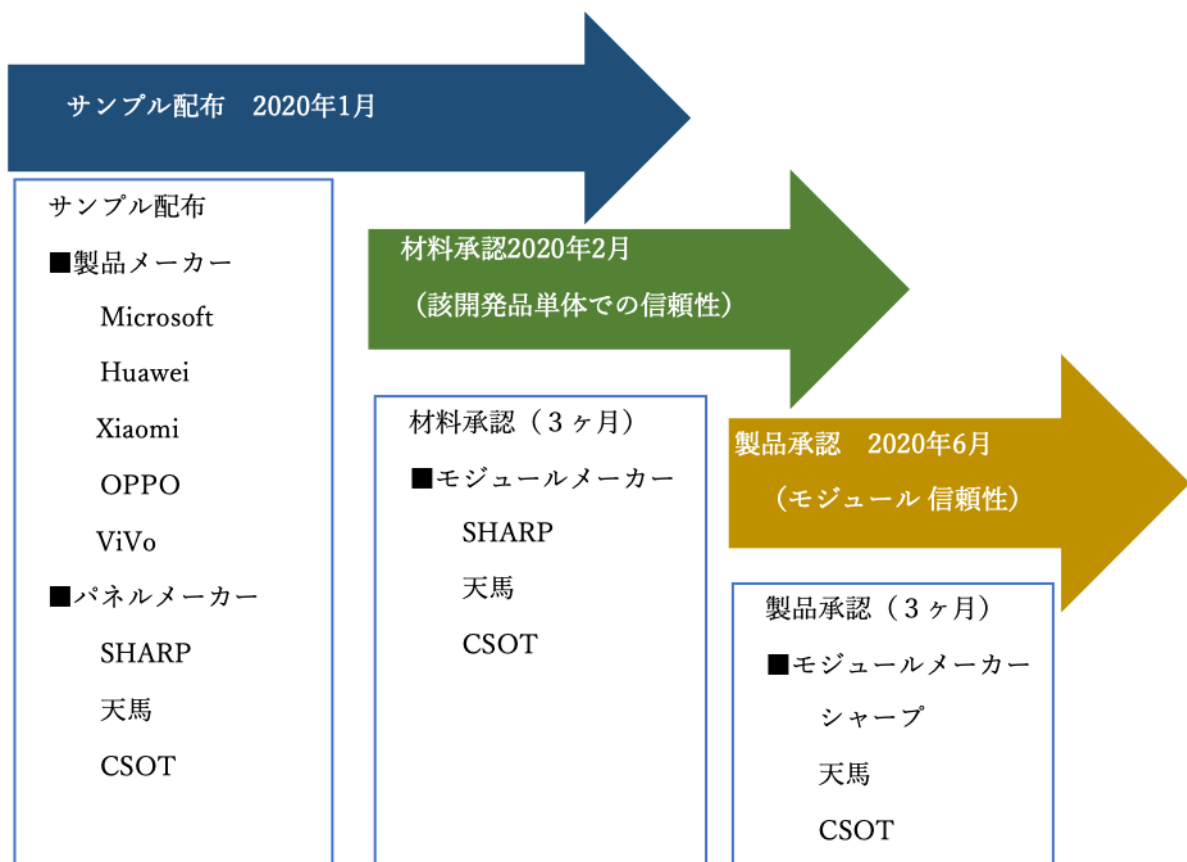 サンプル配布　2020年1月
サンプル配布
■製品メーカー
Microsoft
Huawei
Xiaomi
OPPO
ViVo
■パネルメーカー
SHARP
天馬
CSOT
材料承認2020年2月
（該開発品単体での信頼性）
材料承認（３ヶ月）
■モジュールメーカー
SHARP
天馬
CSOT
製品承認　2020年6月
（モジュール 信頼性）
製品承認（３ヶ月）
■モジュールメーカー
シャープ
天馬
CSOT